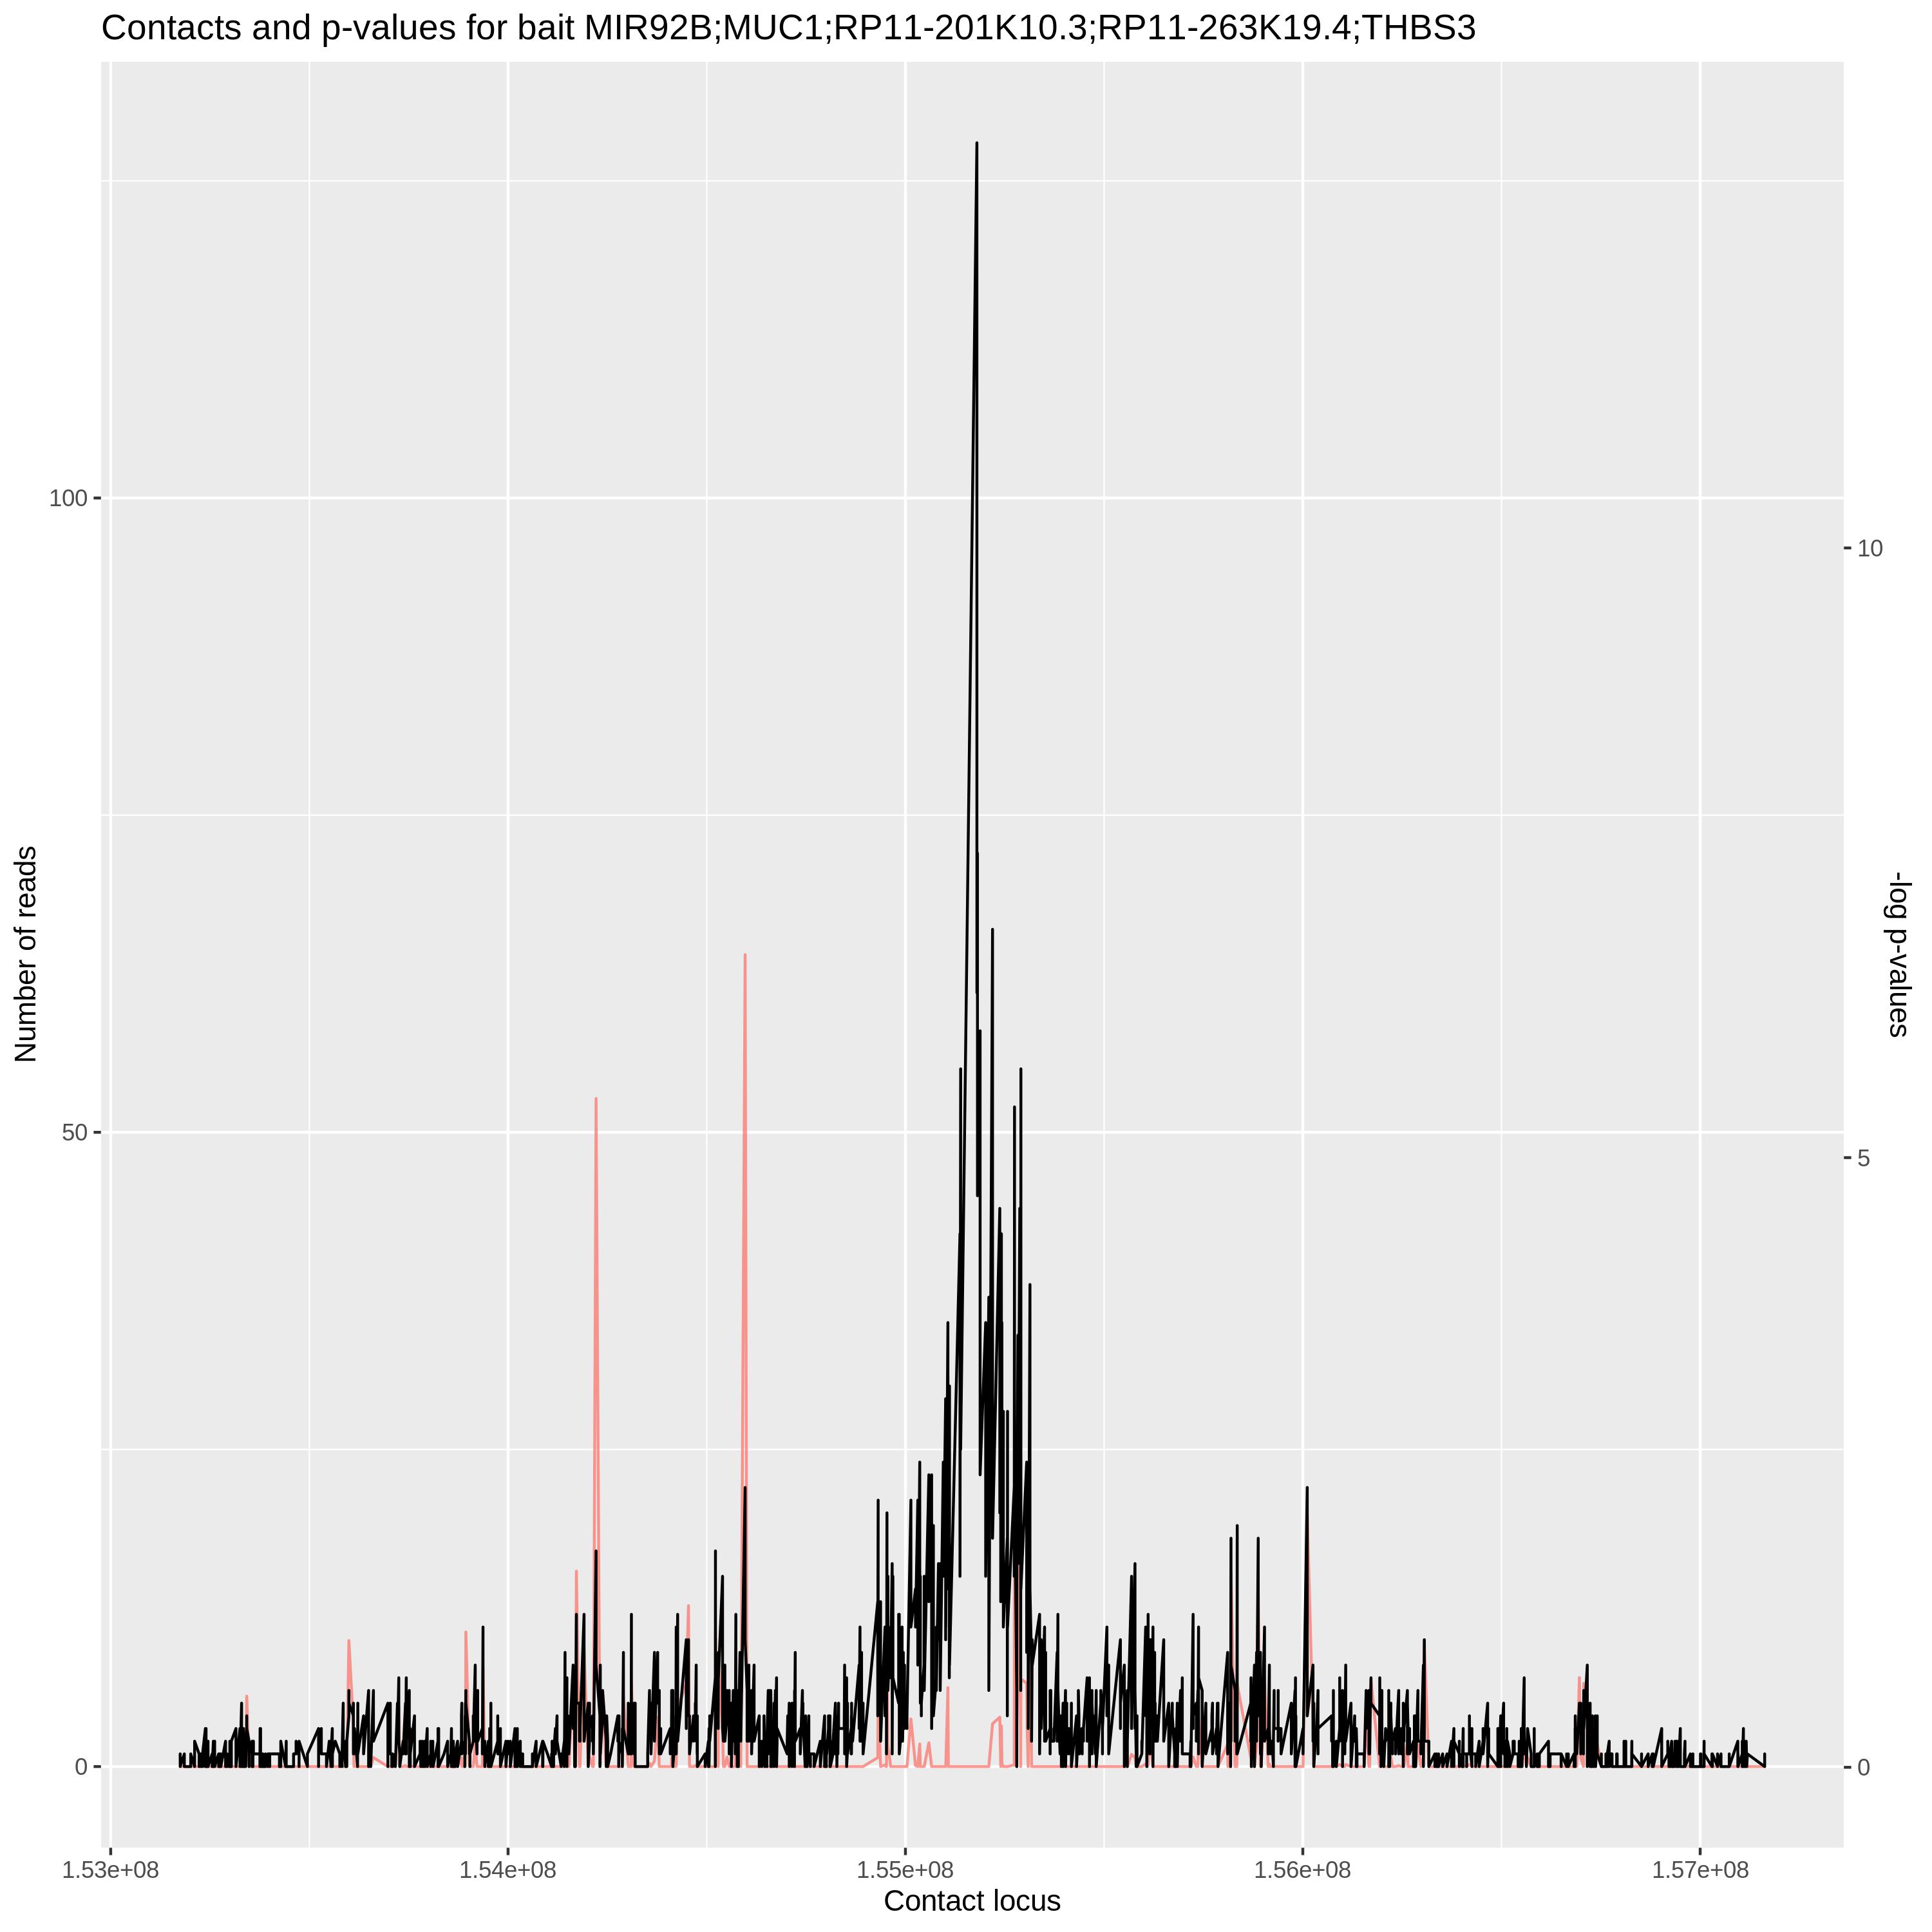 Contacts and p-values for bait MIR92B;MUC1;RP11-201K10.3;RP11-263K19.4;THBS3
Number of reads
100
50
0
10
5
0
-log p-values
1.53e+08 1.54e+08 1.55e+08 1.56e+08 1.57e+08
Contact locus